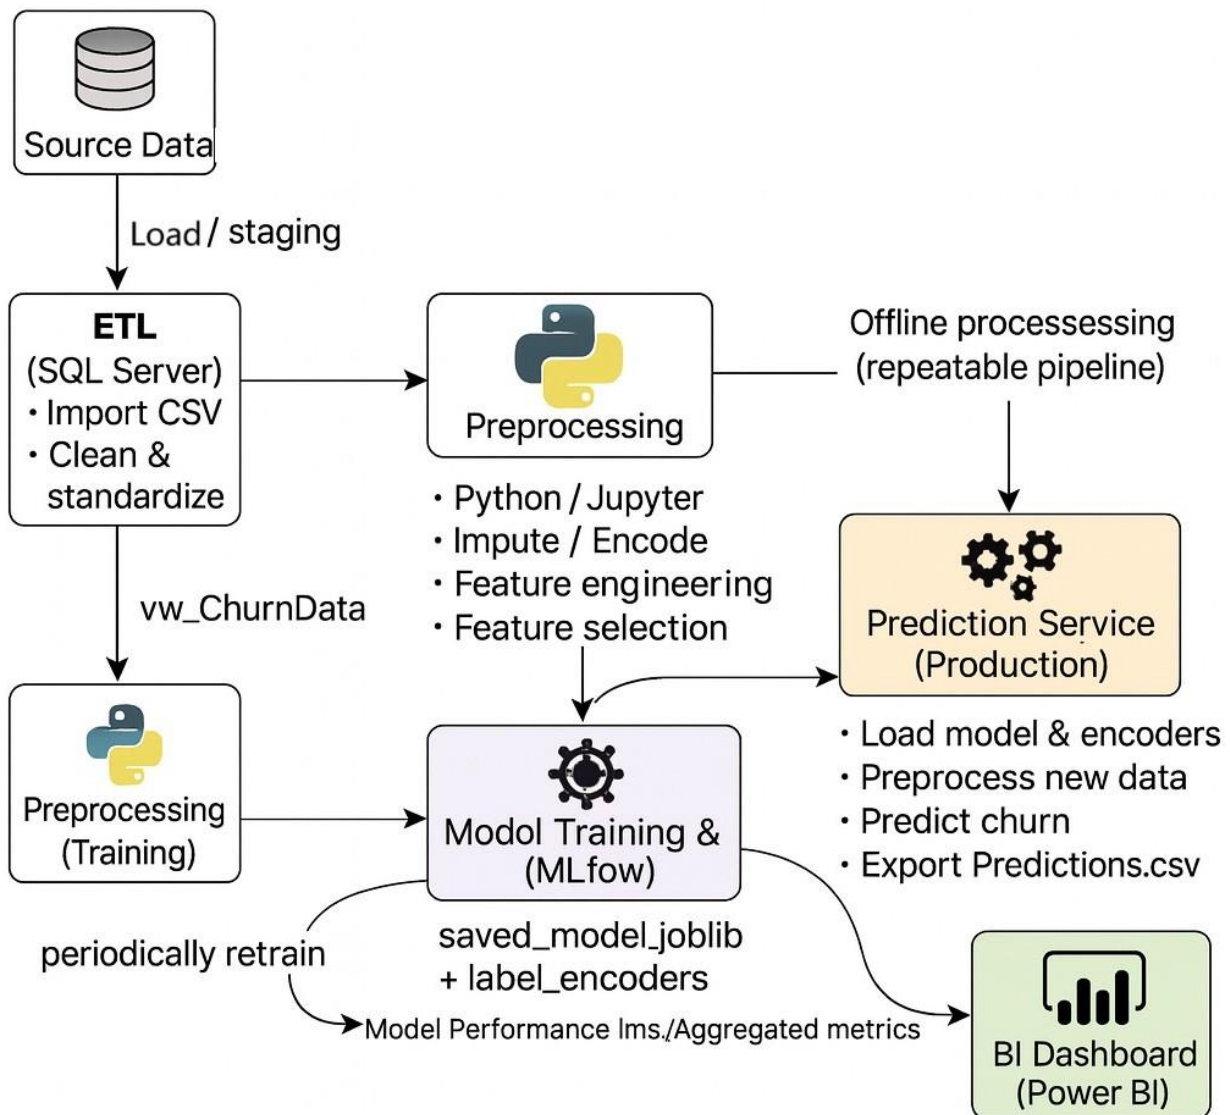 Source Data
Load / staging
ETL
(SQL Server)
· Import CSV
· Clean &
standardize
Preprocessing
Offline processessing
(repeatable pipeline)
· Python / Jupyter
· Impute / Encode
· Feature engineering
· Feature selection
vw_ChurnData
Prediction Service
(Production)
· Load model & encoders
· Preprocess new data
· Predict churn
· Export Predictions.csv
Preprocessing
(Training)
Modol Training &
(MLfow)
periodically retrain
saved_model_joblib
+ label_encoders
Model Performance lms./Aggregated metrics
BI Dashboard
(Power BI)